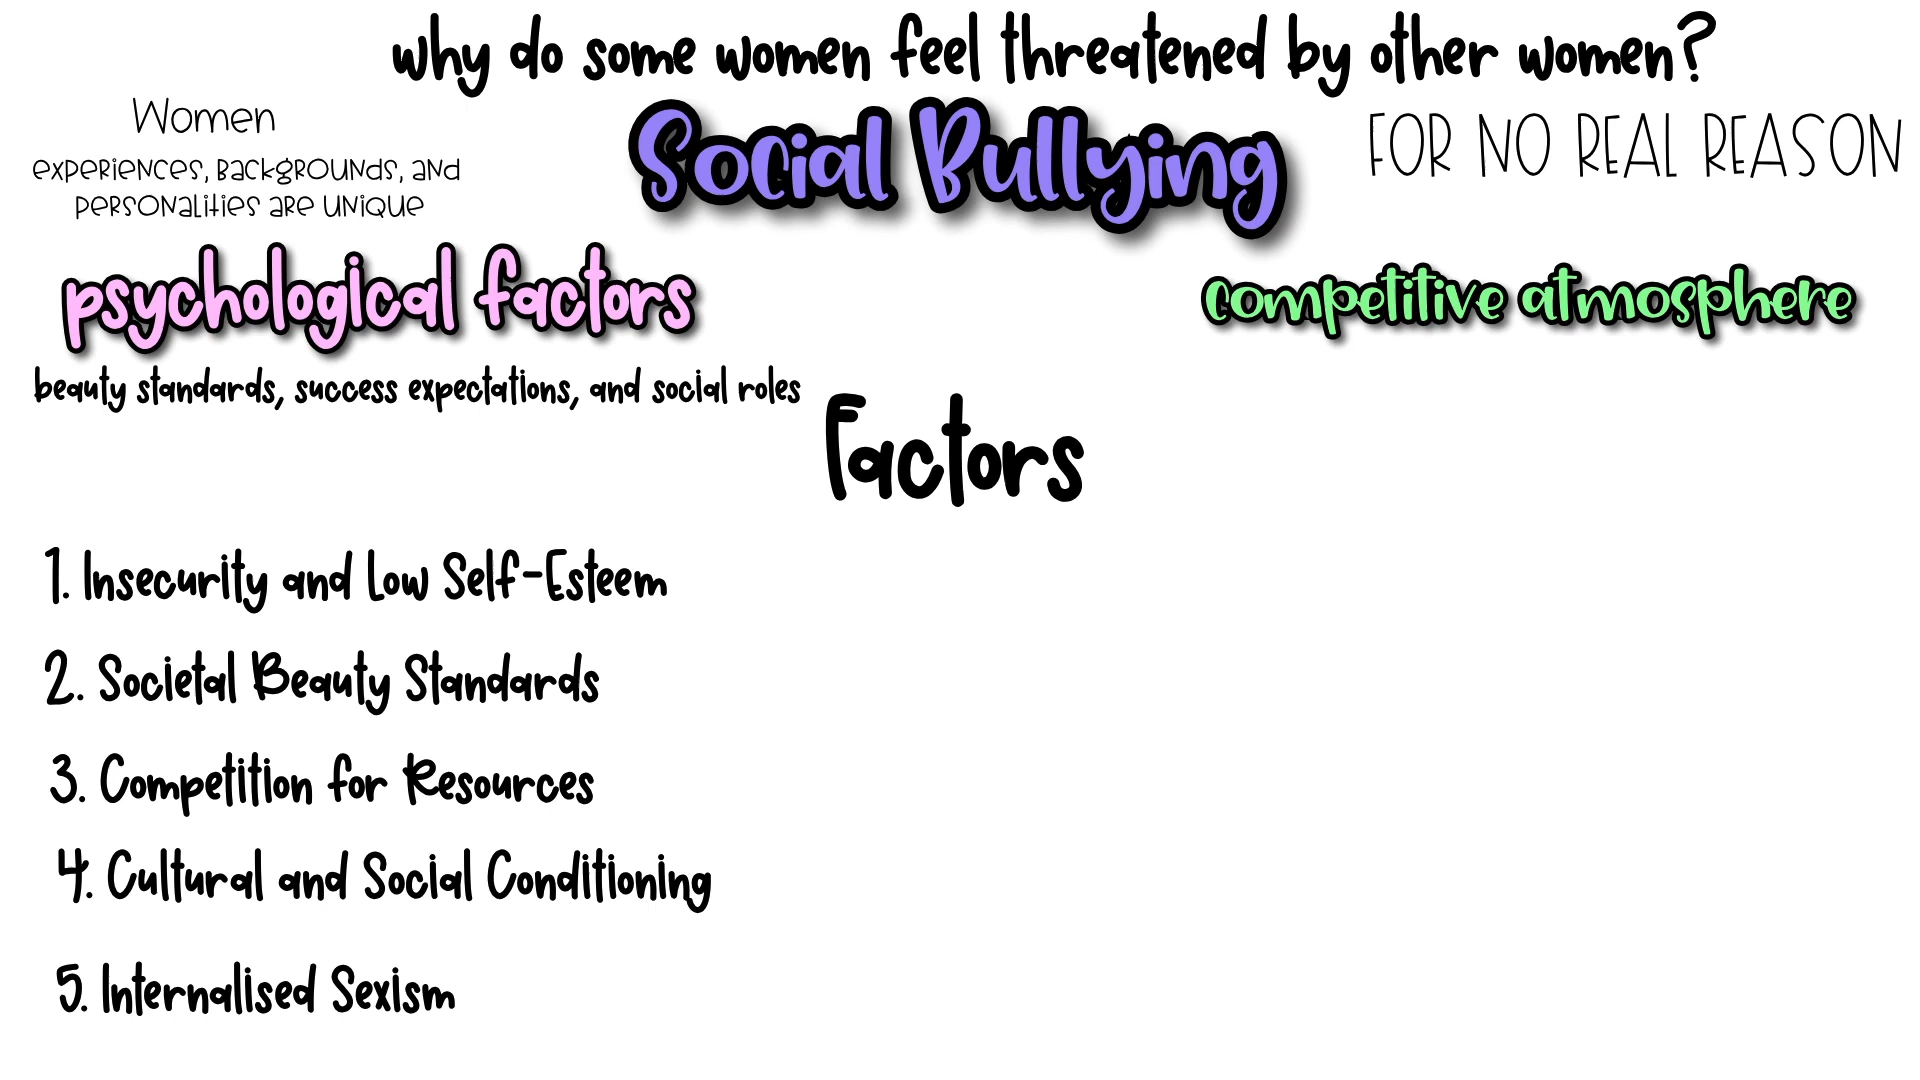 why do some women feel threatened by other women?
Women
experiences, backgrounds, and
personalities are unique
Social Bullying
FOR NO REAL REASON
psychological factors
competitive atmosphere
beauty standards, success expectations, and social roles
Factors
1. Insecurity and Low Self-Esteem
2. Societal Beauty Standards
3. Competition for Resources
4. Cultural and Social Conditioning
5. Internalised Sexism